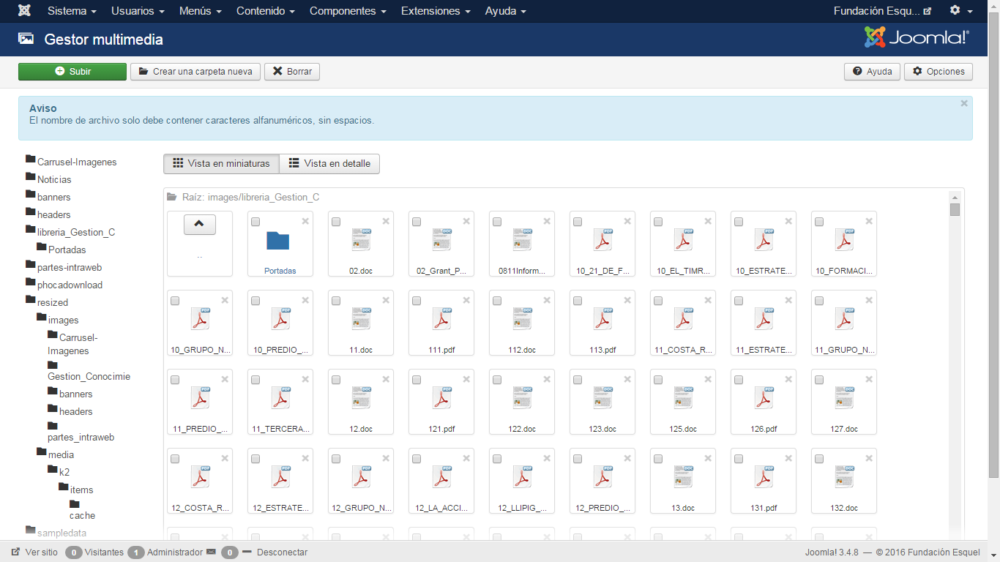 Sistema Usuarios Menús Contenido Componentes Extensiones Ayuda Fundación Esqu...
Gestor multimedia Joomla!®
Subir Crear una carpeta nueva Borrar Ayuda Opciones
Aviso
El nombre de archivo solo debe contener caracteres alfanuméricos, sin espacios.
Carrusel-Imagenes
Noticias
banners
headers
libreria_Gestion_C
Portadas
partes-intraweb
phocadownload
resized
images
Carrusel-
Imagenes
Gestion_Conocimie
banners
headers
partes_intraweb
media
k2
items
cache
sampledata
Vista en miniaturas Vista en detalle
Raíz: images/libreria_Gestion_C
.. Portadas 02.doc 02_Grant_P... 0811Inform... 10_21_DE_F... 10_EL_TIMR... 10_ESTRATE... 10_FORMACI...
10_GRUPO_N... 10_PREDIO_... 11.doc 111.pdf 112.doc 113.pdf 11_COSTA_R... 11_ESTRATE... 11_GRUPO_N...
11_PREDIO_... 11_TERCERA... 12.doc 121.pdf 122.doc 123.doc 125.doc 126.pdf 127.doc
12_COSTA_R... 12_ESTRATE... 12_GRUPO_N... 12_LA_ACCI... 12_LLIPIG_... 12_PREDIO_... 13.doc 131.pdf 132.doc
Ver sitio 0 Visitantes 1 Administrador 0 Desconectar Joomla! 3.4.8 — © 2016 Fundación Esquel